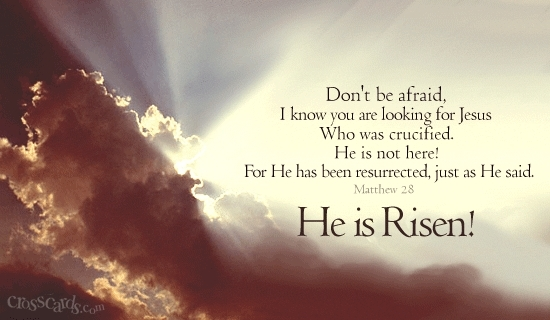 Don't be afraid,
I know you are looking for Jesus
Who was crucified.
He is not here!
For He has been resurrected, just as He said.
Matthew 28
He is Risen!
crosscards.com